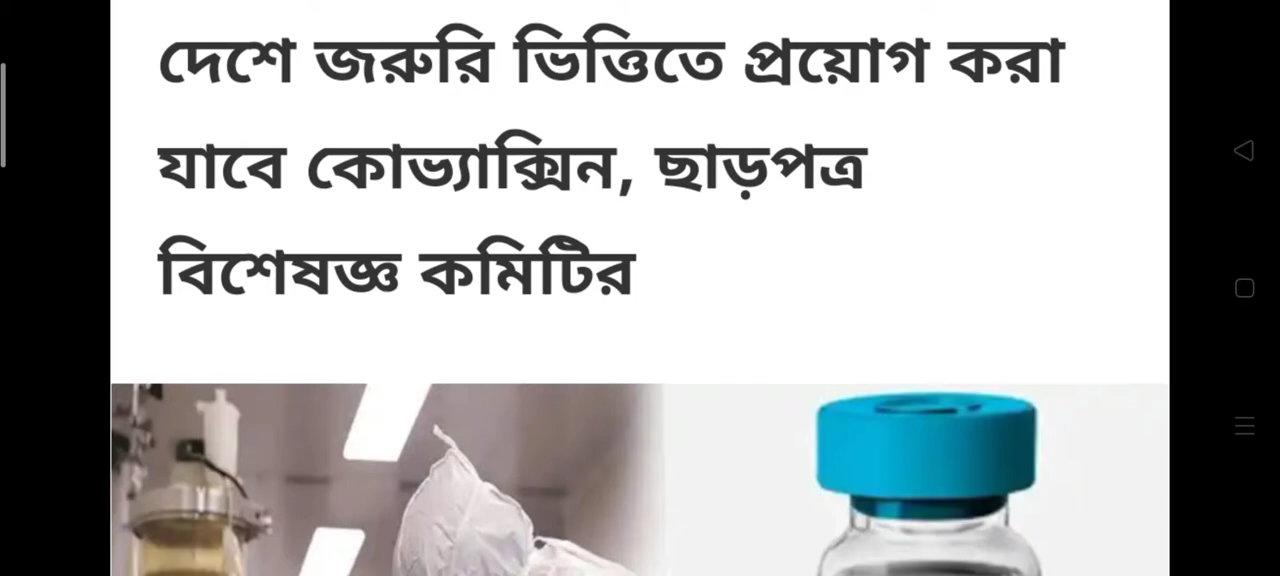 দেশে জরুরি ভিত্তিতে প্রয়োগ করা
যাবে কোভ্যাক্সিন, ছাড়পত্র
বিশেষজ্ঞ কমিটির